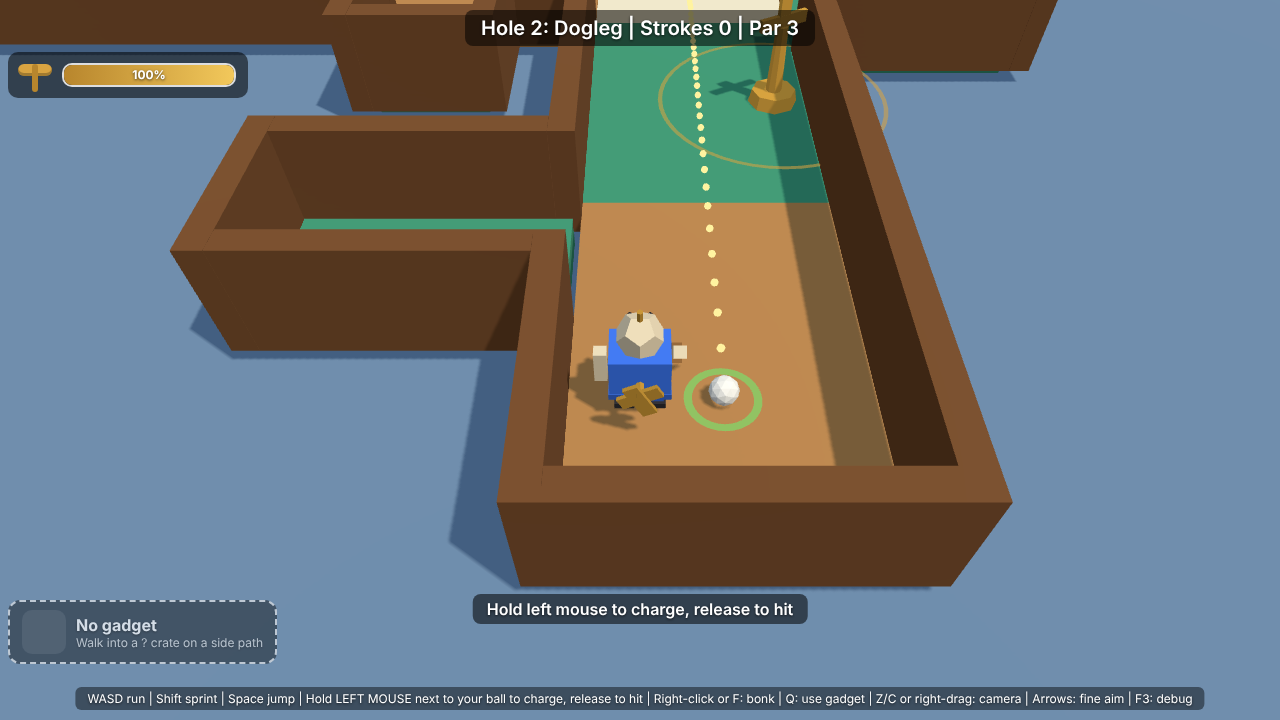 Hole 2: Dogleg | Strokes 0 | Par 3
100%
Hold left mouse to charge, release to hit
No gadget
Walk into a ? crate on a side path
WASD run | Shift sprint | Space jump | Hold LEFT MOUSE next to your ball to charge, release to hit | Right-click or F: bonk | Q: use gadget | Z/C or right-drag: camera | Arrows: fine aim | F3: debug